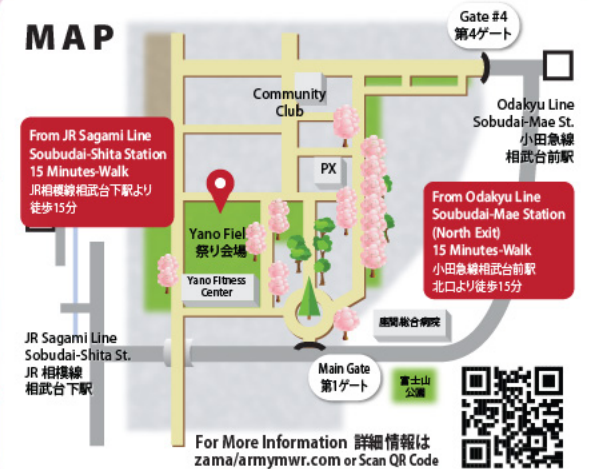 MAP
Gate #4
第4ゲート
Community
Club
Odakyu Line
Sobudai-Mae St.
小田急線
相武台前駅
From JR Sagami Line
Soubudai-Shita Station
15 Minutes-Walk
JR相模線相武台下駅より
徒歩15分
PX
From Odakyu Line
Soubudai-Mae Station
(North Exit)
15 Minutes-Walk
小田急線相武台前駅
北口より徒歩15分
Yano Fiel
祭り会場
Yano Fitness
Center
座間総合病院
JR Sagami Line
Sobudai-Shita St.
JR 相模線
相武台下駅
Main Gate
第1ゲート
富士山
公園
For More Information 詳細情報は
zama/armymwr.com or Scan QR Code